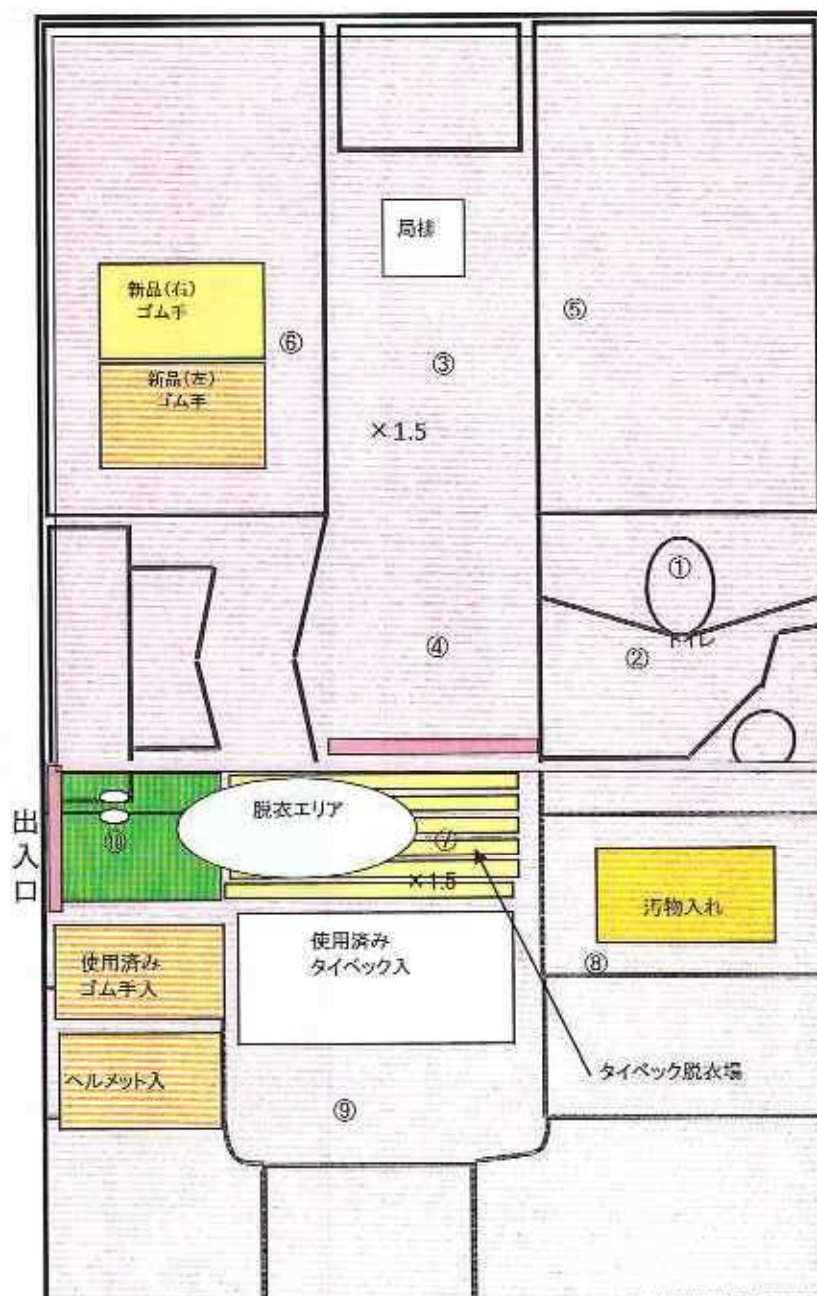 局排
新品(右)
ゴム手
⑤
⑥
③
新品(左)
ゴム手
×1.5
①
トイレ
④
②
脱衣エリア
出入口
⑩
⑦
×1.5
汚物入れ
使用済み
タイベック入
使用済み
ゴム手入
⑧
ヘルメット入
タイベック脱衣場
⑨